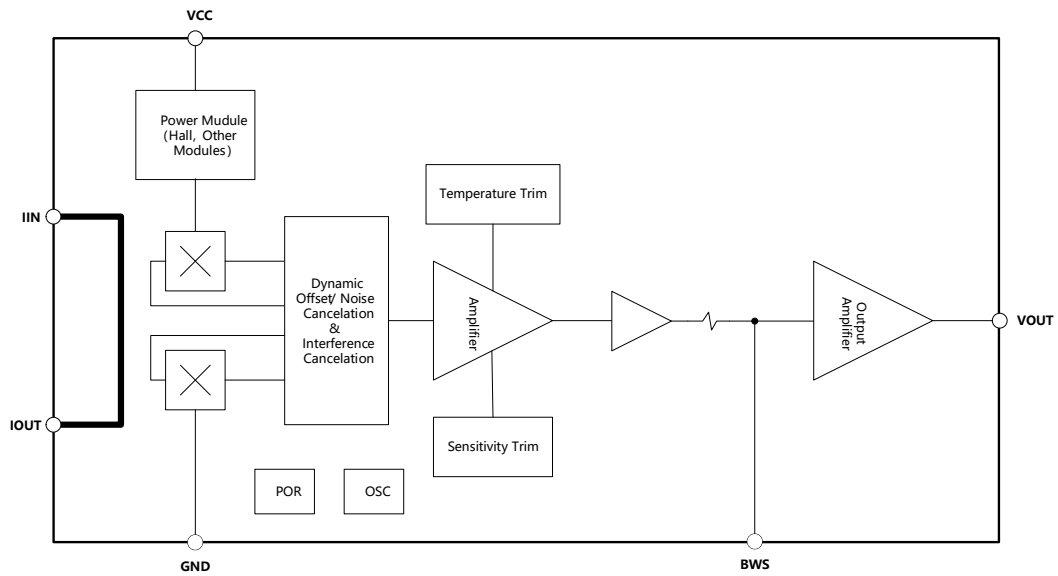 VCC
Power Mudule
(Hall, Other
Modules)
IIN
Temperature Trim
Dynamic
Offset/ Noise
Cancelation
&
Interference
Cancelation
Amplifier
Output
Amplifier
VOUT
IOUT
Sensitivity Trim
POR
OSC
GND
BWS